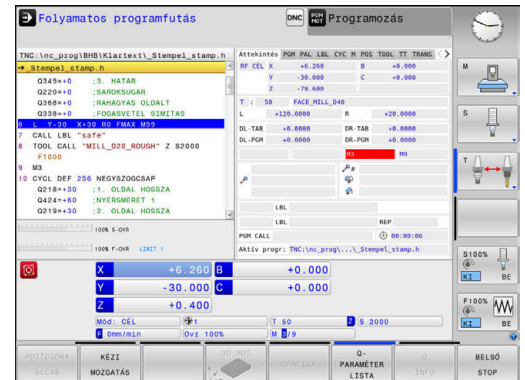 Folyamatos programfutás
DNC
PGM
MGT
Programozás
TNC:\nc_prog\BHB\Klartext\_Stempel_stamp.h
→_Stempel_stamp.h
Q349=+0 ;3. HATAR
Q220=+0 ;SAROKSUGAR
Q368=+0 ;RAHAGYAS OLDALT
Q338=+0 ;FOGASVETEL SIMITAS
6 L Y-30 X+30 R0 FMAX M99
7 CALL LBL "safe"
8 TOOL CALL "MILL_D20_ROUGH" Z S2000
F1000
9 M3
10 CYCL DEF 256 NEGYSZOGCSAP
Q218=+30 ;1. OLDAL HOSSZA
Q424=+60 ;NYERSMERET 1
Q219=+30 ;2. OLDAL HOSSZA
100% S-OVR
100% F-OVR LIMIT 1
Attekintés PGM PAL LBL CYC M POS TOOL TT TRANS
RF CÉL X +6.260 B +0.000
Y -30.000 C +0.000
Z -79.600
T : 50 FACE_MILL_D40
L +120.0000 R +20.0000
DL-TAB +0.0000 DR-TAB +0.0000
DL-PGM +0.0000 DR-PGM +0.0000
M3 M9
LBL
LBL REP
PGM CALL 00:00:06
Aktív progr: TNC:\nc_prog\...\_Stempel_stamp.h
X +6.260 B +0.000
Y -30.000 C +0.000
Z +0.400
Mód: CÉL 1 T 50 Z S 2000
F 0mm/min Ovr 100% M 5/9
M
S
T
S100%
KI BE
F100%
KI BE
POZÍCIÓRA
ÁLLÁS
KÉZI
MOZGATÁS
3D ROT
GRAFIKA
Q-
PARAMÉTER
LISTA
Q
INFO
BELSŐ
STOP